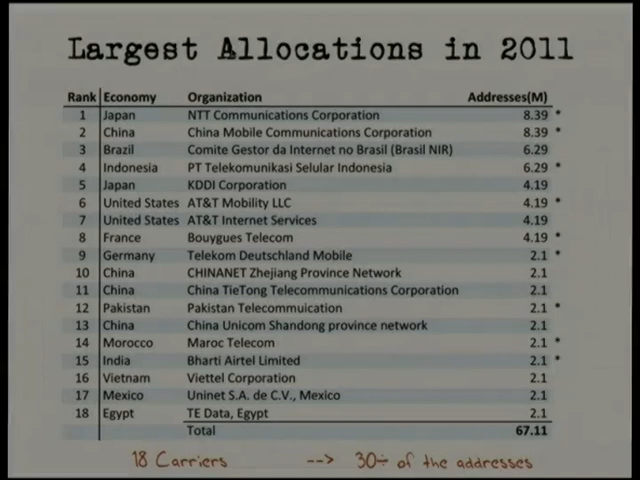 Largest Allocations in 2011
Rank Economy Organization Addresses(M)
1 Japan NTT Communications Corporation 8.39 *
2 China China Mobile Communications Corporation 8.39 *
3 Brazil Comite Gestor da Internet no Brasil (Brasil NIR) 6.29
4 Indonesia PT Telekomunikasi Selular Indonesia 6.29 *
5 Japan KDDI Corporation 4.19
6 United States AT&T Mobility LLC 4.19 *
7 United States AT&T Internet Services 4.19
8 France Bouygues Telecom 4.19 *
9 Germany Telekom Deutschland Mobile 2.1 *
10 China CHINANET Zhejiang Province Network 2.1
11 China China TieTong Telecommunications Corporation 2.1
12 Pakistan Pakistan Telecommuication 2.1 *
13 China China Unicom Shandong province network 2.1
14 Morocco Maroc Telecom 2.1 *
15 India Bharti Airtel Limited 2.1 *
16 Vietnam Viettel Corporation 2.1
17 Mexico Uninet S.A. de C.V., Mexico 2.1
18 Egypt TE Data, Egypt 2.1
Total 67.11
18 Carriers --> 30÷ of the addresses